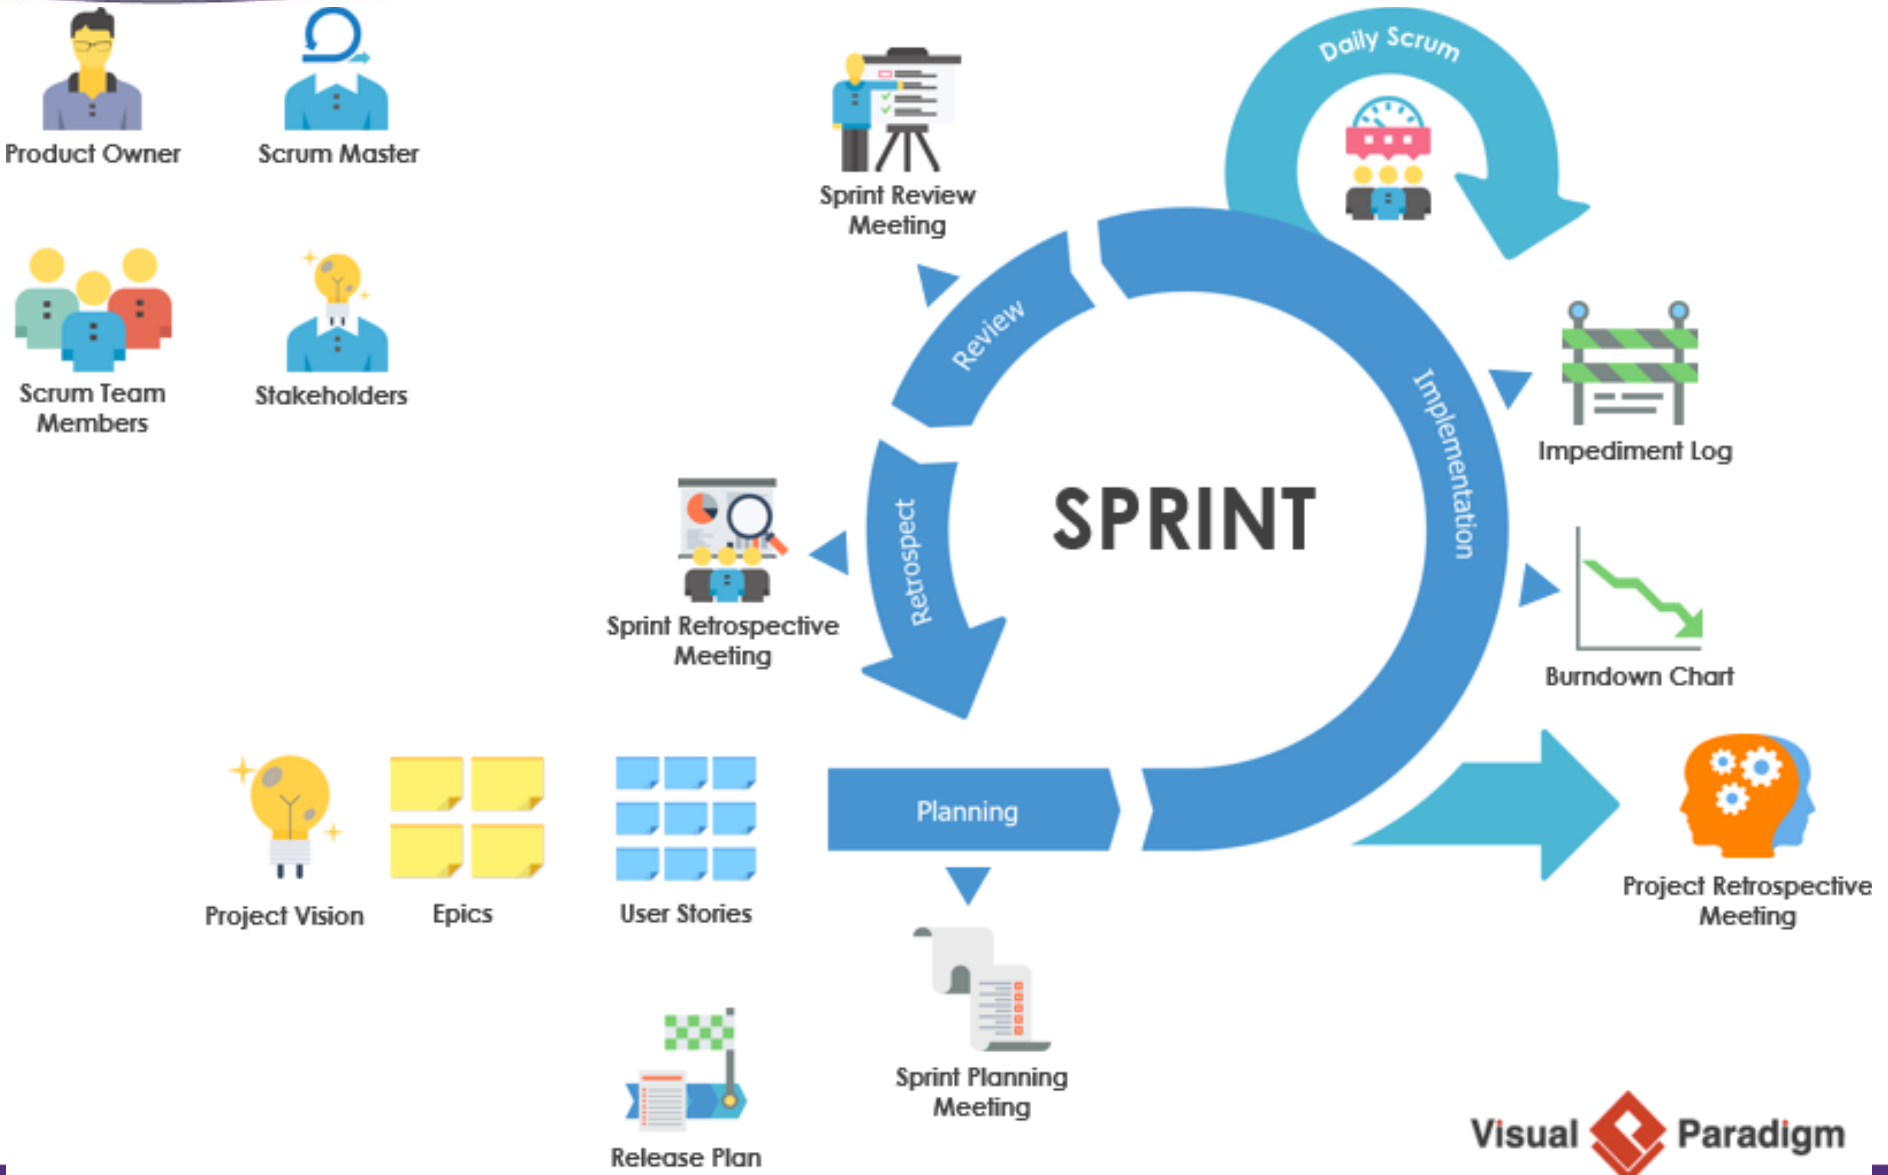 Product Owner
Scrum Master
Scrum Team
Members
Stakeholders
Sprint Review
Meeting
Daily Scrum
Review
Implementation
Impediment Log
SPRINT
Retrospect
Sprint Retrospective
Meeting
Burndown Chart
Project Vision
Epics
User Stories
Planning
Project Retrospective
Meeting
Sprint Planning
Meeting
Release Plan
Visual Paradigm